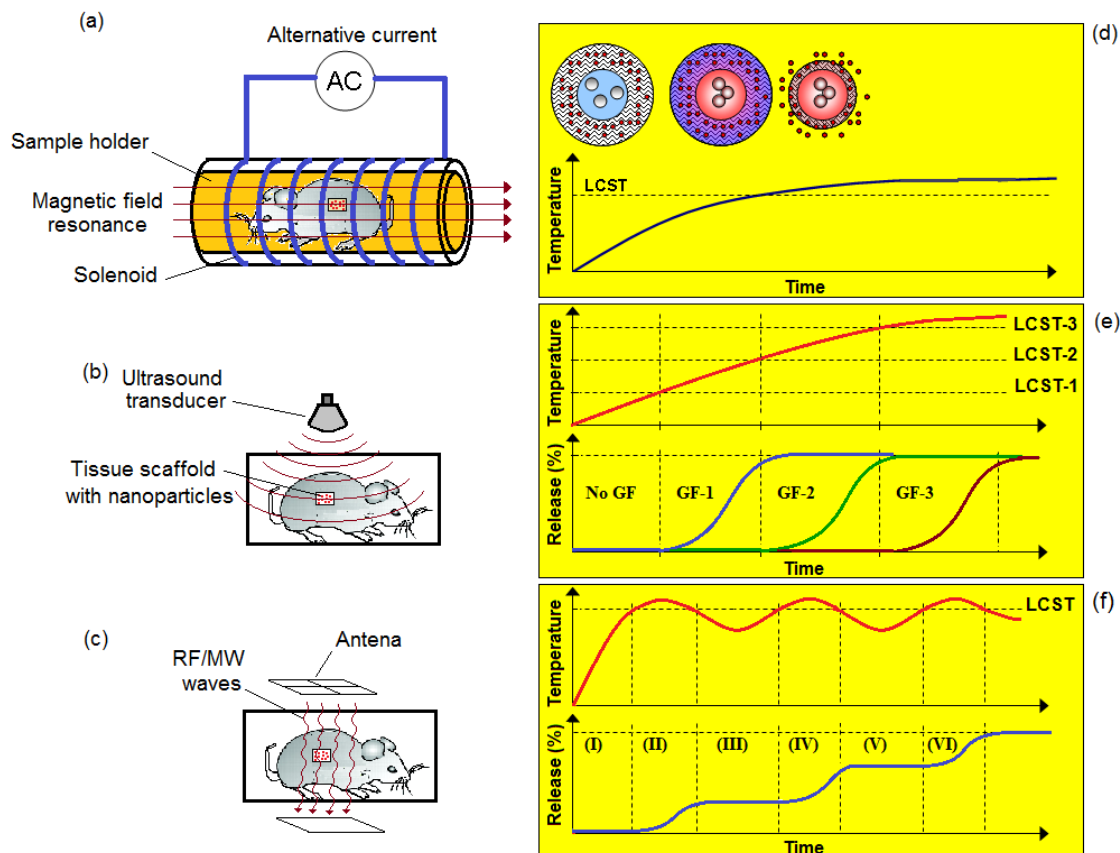 (a)
Alternative current
AC
Sample holder
Magnetic field
resonance
Solenoid
(b)
Ultrasound
transducer
Tissue scaffold
with nanoparticles
(c)
RF/MW
waves
Antena
(d)
LCST
Temperature
Time
(e)
Temperature
LCST-3
LCST-2
LCST-1
Release (%)
No GF
GF-1
GF-2
GF-3
Time
(f)
Temperature
LCST
Release (%)
(I)
(II)
(III)
(IV)
(V)
(VI)
Time